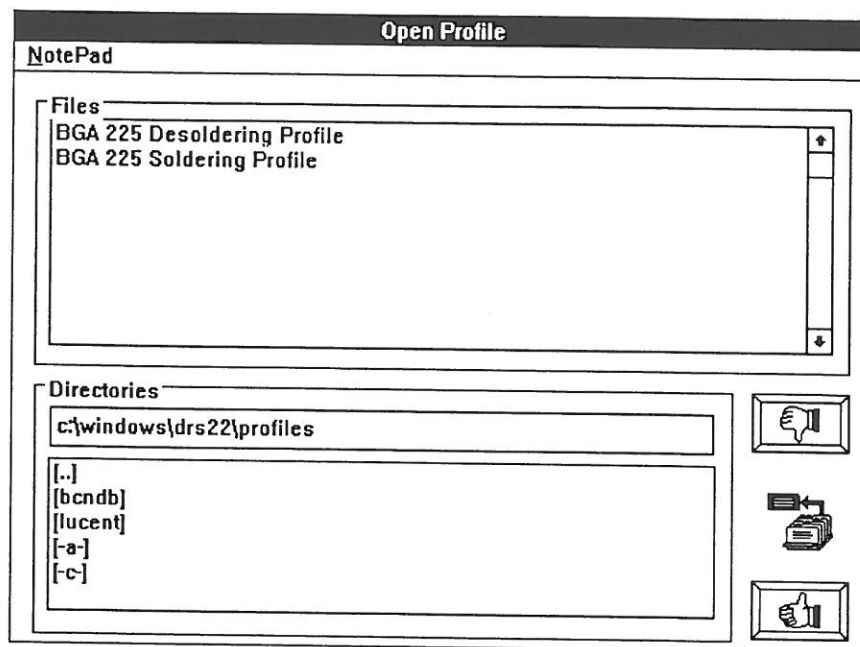 Open Profile
NotePad
Files
BGA 225 Desoldering Profile
BGA 225 Soldering Profile
Directories
c:\windows\drs22\profiles
[..]
[bcndb]
[lucent]
[-a-]
[-c-]